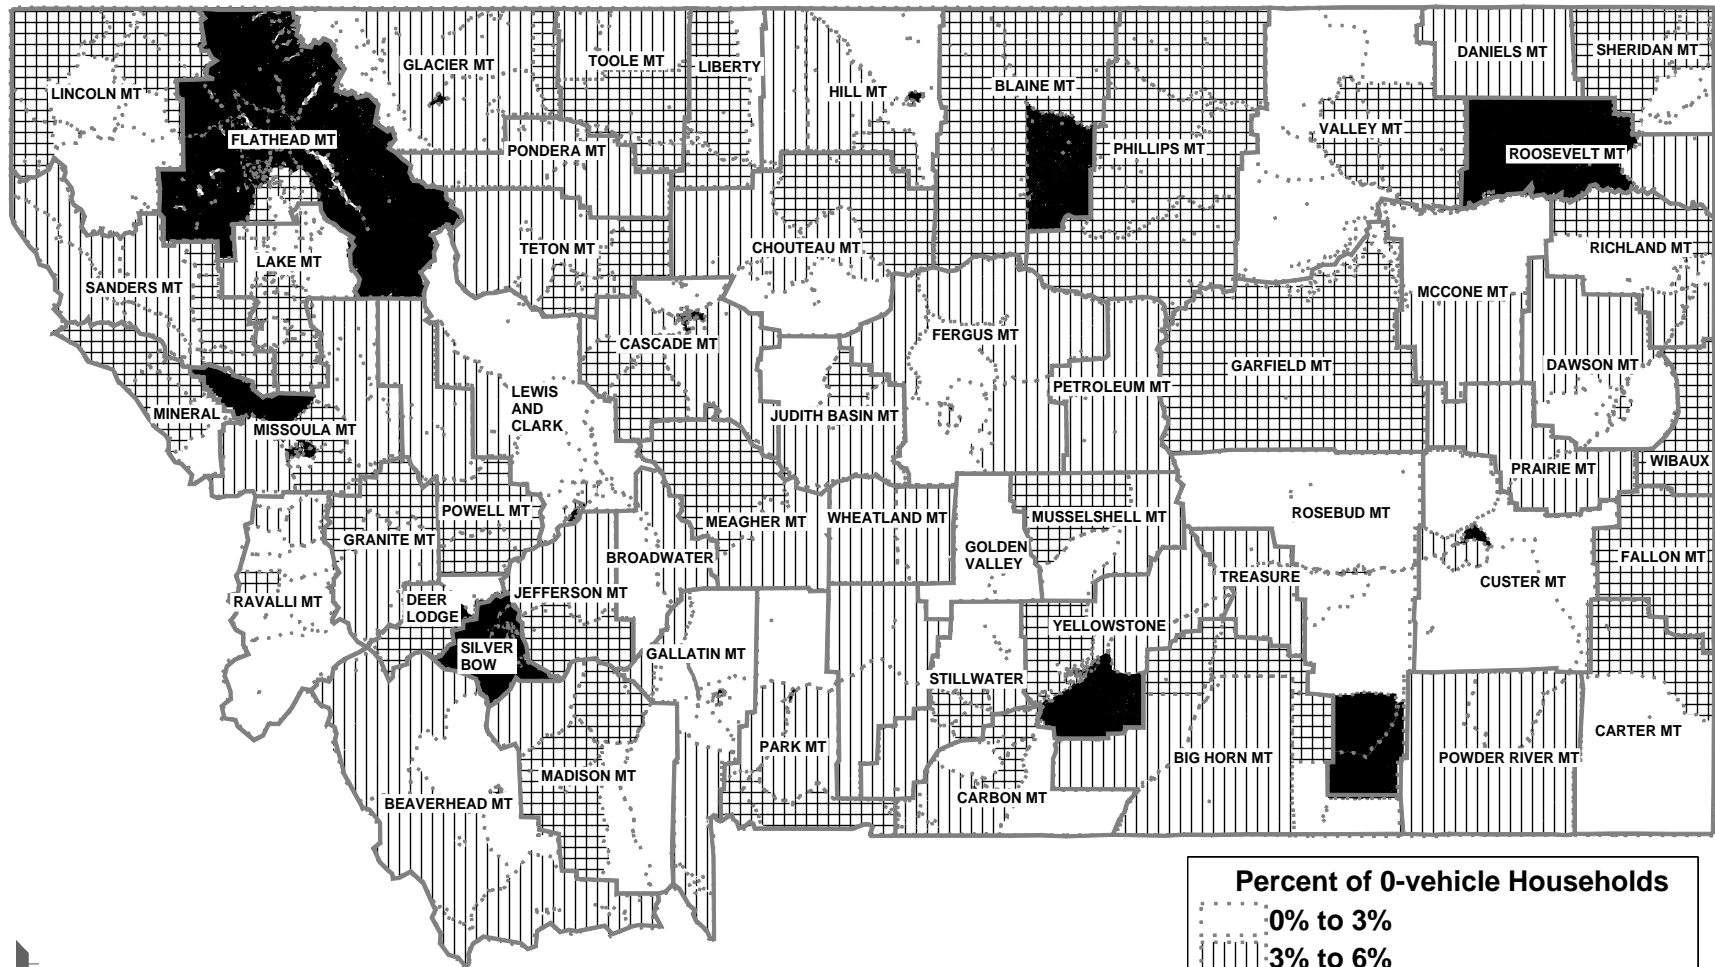 GLACIER MT
TOOLE MT
LIBERTY
HILL MT
BLAINE MT
DANIELS MT
SHERIDAN MT
LINCOLN MT
FLATHEAD MT
PONDERA MT
PHILLIPS MT
VALLEY MT
ROOSEVELT MT
TETON MT
CHOUTEAU MT
RICHLAND MT
LAKE MT
SANDERS MT
MCCONE MT
CASCADE MT
FERGUS MT
GARFIELD MT
DAWSON MT
PETROLEUM MT
LEWIS
AND
CLARK
MINERAL
MISSOULA MT
JUDITH BASIN MT
PRAIRIE MT
WIBAUX
POWELL MT
GRANITE MT
MEAGHER MT
WHEATLAND MT
MUSSELSHELL MT
ROSEBUD MT
BROADWATER
GOLDEN
VALLEY
FALLON MT
TREASURE
CUSTER MT
RAVALLI MT
DEER
LODGE
JEFFERSON MT
YELLOWSTONE
SILVER
BOW
GALLATIN MT
STILLWATER
CARTER MT
PARK MT
BIG HORN MT
POWDER RIVER MT
MADISON MT
BEAVERHEAD MT
CARBON MT
Percent of 0-vehicle Households
0% to 3%
3% to 6%